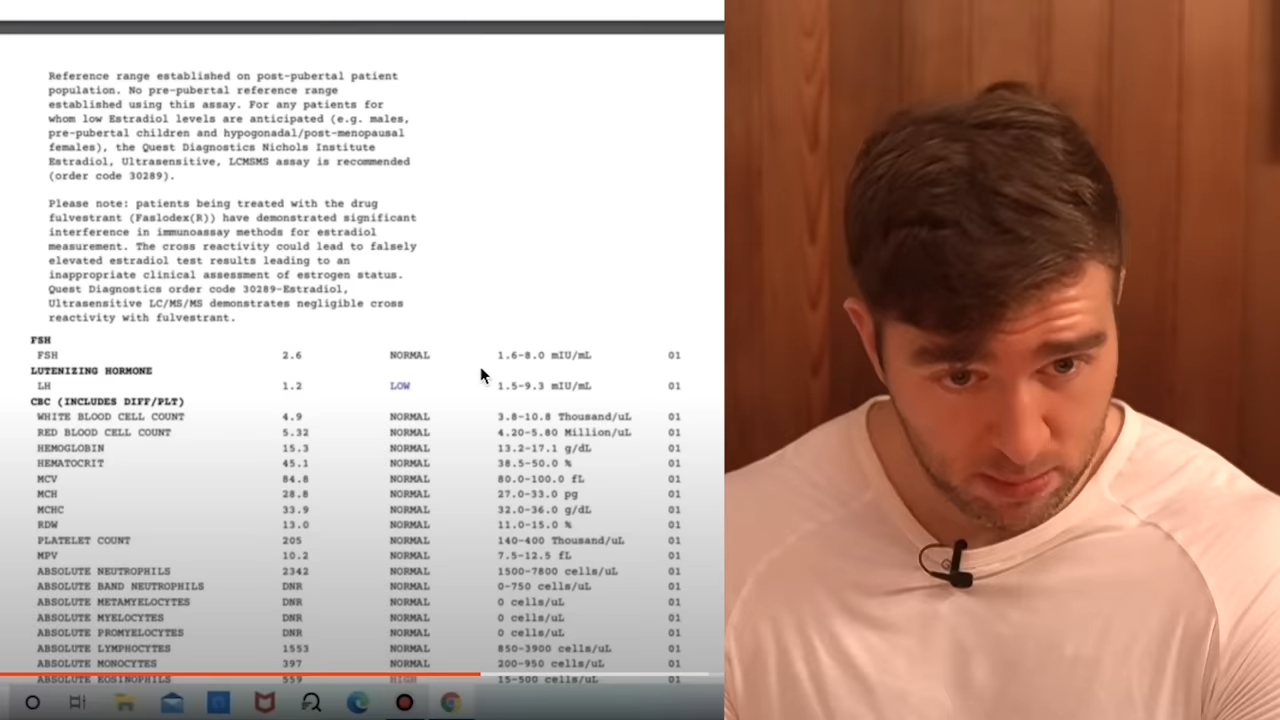 Reference range established on post-pubertal patient
population. No pre-pubertal reference range
established using this assay. For any patients for
whom low Estradiol levels are anticipated (e.g. males,
pre-pubertal children and hypogonadal/post-menopausal
females), the Quest Diagnostics Nichols Institute
Estradiol, Ultrasensitive, LCMSMS assay is recommended
(order code 30289).
Please note: patients being treated with the drug
fulvestrant (Faslodex(R)) have demonstrated significant
interference in immunoassay methods for estradiol
measurement. The cross reactivity could lead to falsely
elevated estradiol test results leading to an
inappropriate clinical assessment of estrogen status.
Quest Diagnostics order code 30289-Estradiol,
Ultrasensitive LC/MS/MS demonstrates negligible cross
reactivity with fulvestrant.
FSH
FSH 2.6 NORMAL 1.6-8.0 mIU/mL 01
LUTENIZING HORMONE
LH 1.2 LOW 1.5-9.3 mIU/mL 01
CBC (INCLUDES DIFF/PLT)
WHITE BLOOD CELL COUNT 4.9 NORMAL 3.8-10.8 Thousand/uL 01
RED BLOOD CELL COUNT 5.32 NORMAL 4.20-5.80 Million/uL 01
HEMOGLOBIN 15.3 NORMAL 13.2-17.1 g/dL 01
HEMATOCRIT 45.1 NORMAL 38.5-50.0 % 01
MCV 84.8 NORMAL 80.0-100.0 fL 01
MCH 28.8 NORMAL 27.0-33.0 pg 01
MCHC 33.9 NORMAL 32.0-36.0 g/dL 01
RDW 13.0 NORMAL 11.0-15.0 % 01
PLATELET COUNT 205 NORMAL 140-400 Thousand/uL 01
MPV 10.2 NORMAL 7.5-12.5 fL 01
ABSOLUTE NEUTROPHILS 2342 NORMAL 1500-7800 cells/uL 01
ABSOLUTE BAND NEUTROPHILS DNR NORMAL 0-750 cells/uL 01
ABSOLUTE METAMYELOCYTES DNR NORMAL 0 cells/uL 01
ABSOLUTE MYELOCYTES DNR NORMAL 0 cells/uL 01
ABSOLUTE PROMYELOCYTES DNR NORMAL 0 cells/uL 01
ABSOLUTE LYMPHOCYTES 1553 NORMAL 850-3900 cells/uL 01
ABSOLUTE MONOCYTES 397 NORMAL 200-950 cells/uL 01
ABSOLUTE EOSINOPHILS 559 HIGH 15-500 cells/uL 01